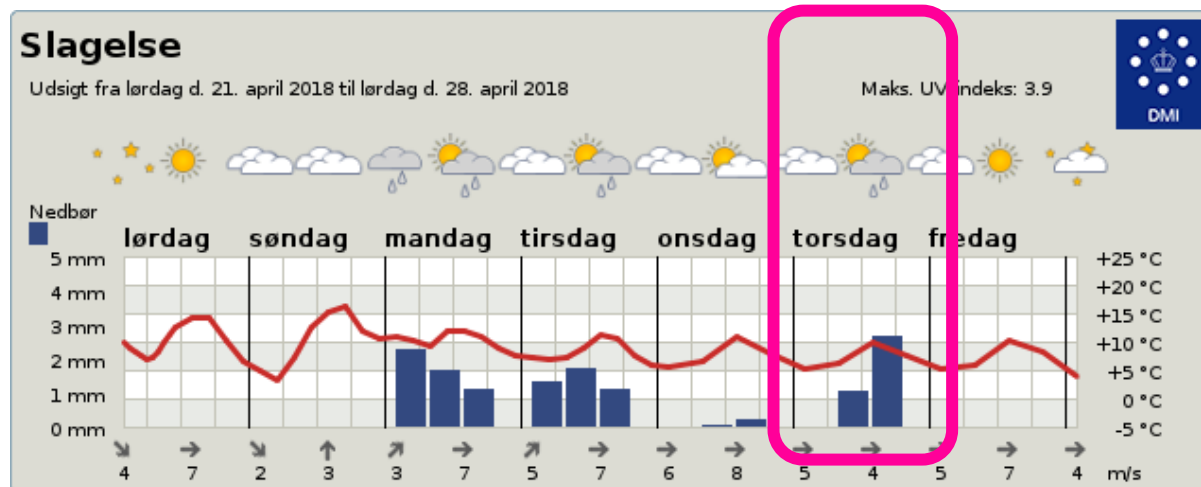 Slagelse
Udsigt fra lørdag d. 21. april 2018 til lørdag d. 28. april 2018 Maks. UV indeks: 3.9
DMI
Nedbør
lørdag søndag mandag tirsdag onsdag torsdag fredag
5 mm +25 °C
4 mm +20 °C
3 mm +15 °C
2 mm +10 °C
1 mm +5 °C
0 mm 0 °C
-5 °C
4 7 2 3 3 7 5 7 6 8 5 4 5 7 4 m/s